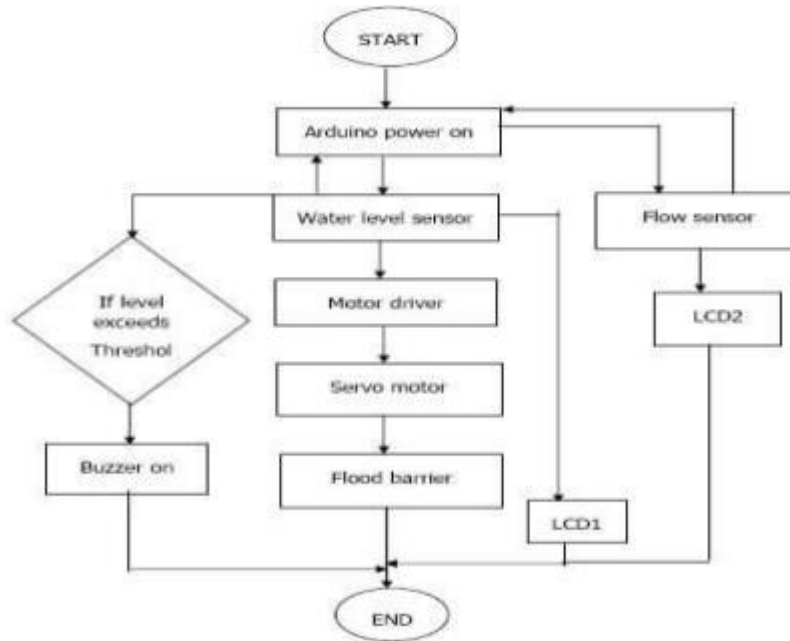 START
Arduino power on
Water level sensor
Flow sensor
If level
exceeds
Threshol
Motor driver
LCD2
Servo motor
Buzzer on
Flood barrier
LCD1
END